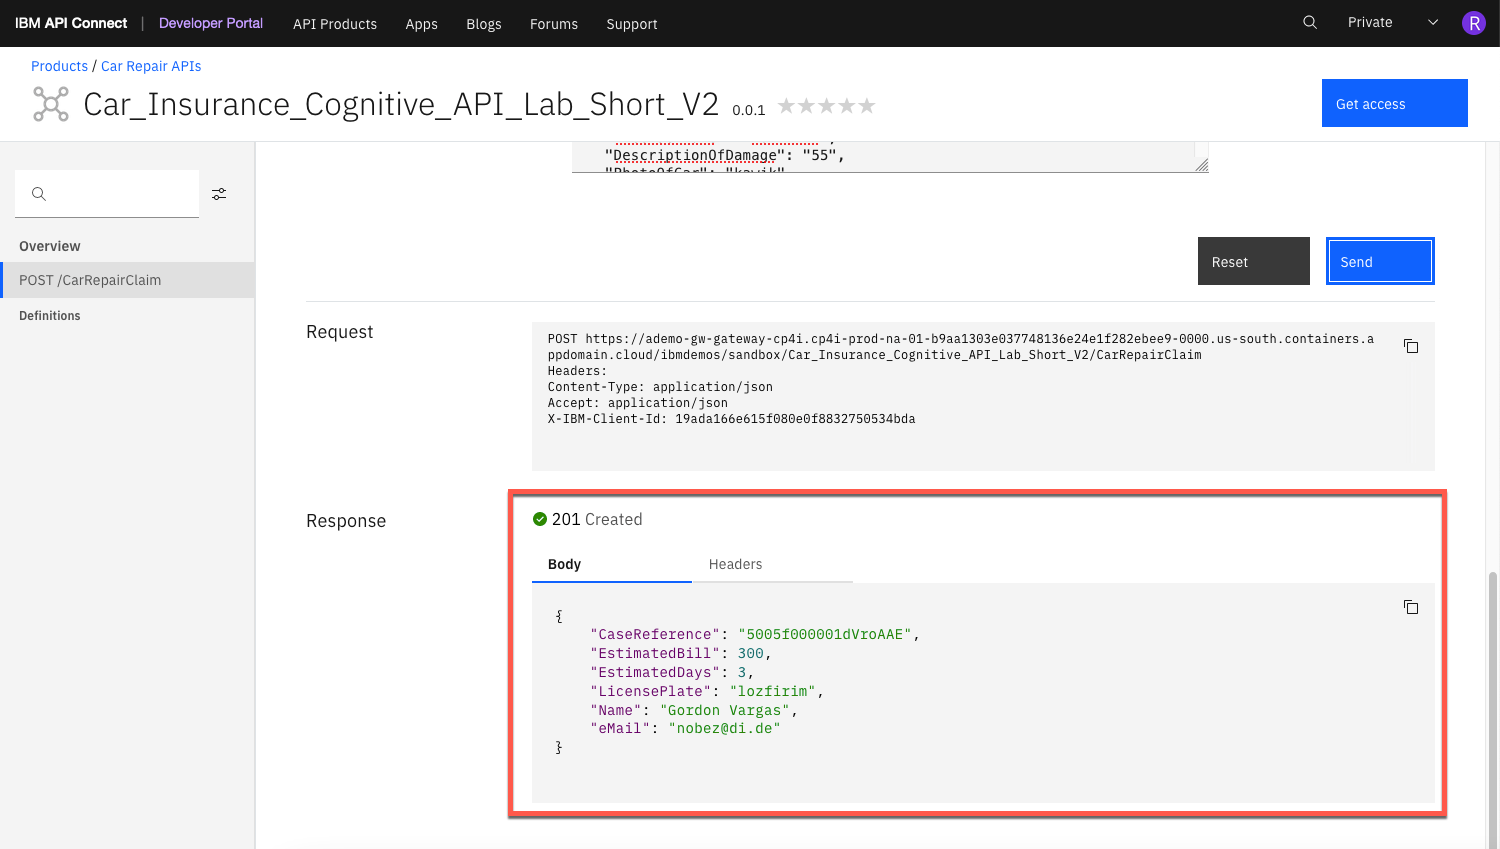 IBM API Connect | Developer Portal API Products Apps Blogs Forums Support Private R
Products / Car Repair APIs
Car_Insurance_Cognitive_API_Lab_Short_V2 0.0.1
Get access
"DescriptionOfDamage": "55",
"PhotoOfCar": "kawik"
Overview
POST /CarRepairClaim
Definitions
Reset
Send
Request
POST https://ademo-gw-gateway-cp4i.cp4i-prod-na-01-b9aa1303e037748136e24e1f282ebee9-0000.us-south.containers.a
ppdomain.cloud/ibmdemos/sandbox/Car_Insurance_Cognitive_API_Lab_Short_V2/CarRepairClaim
Headers:
Content-Type: application/json
Accept: application/json
X-IBM-Client-Id: 19ada166e615f080e0f8832750534bda
Response
201 Created
Body Headers
{
"CaseReference": "5005f000001dVroAAE",
"EstimatedBill": 300,
"EstimatedDays": 3,
"LicensePlate": "lozfirim",
"Name": "Gordon Vargas",
"eMail": "nobez@di.de"
}